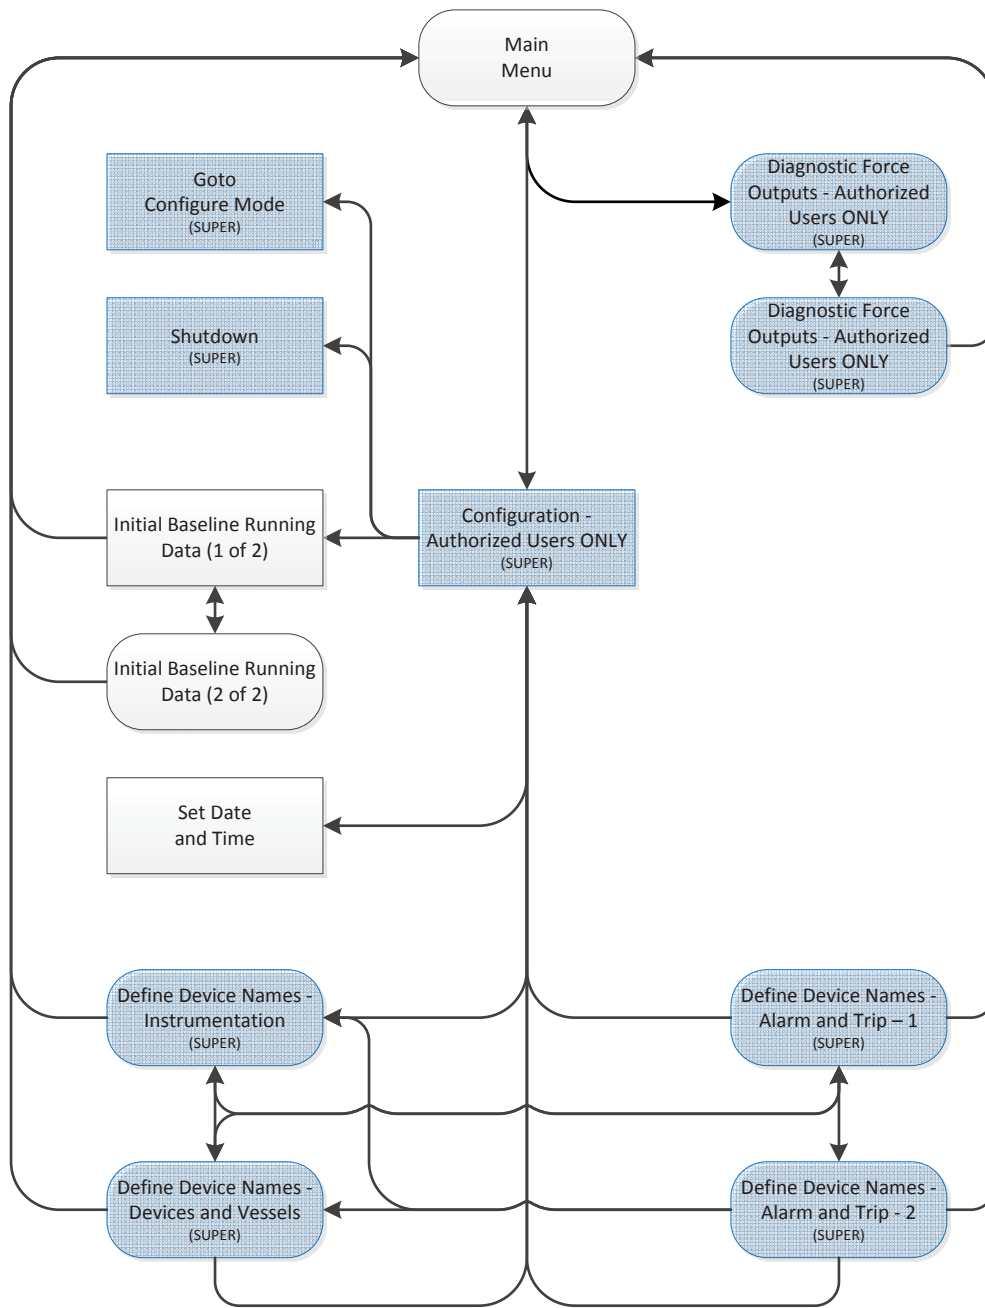 Main
Menu
Goto
Configure Mode
(SUPER)
Diagnostic Force
Outputs - Authorized
Users ONLY
(SUPER)
Shutdown
(SUPER)
Diagnostic Force
Outputs - Authorized
Users ONLY
(SUPER)
Initial Baseline Running
Data (1 of 2)
Configuration -
Authorized Users ONLY
(SUPER)
Initial Baseline Running
Data (2 of 2)
Set Date
and Time
Define Device Names -
Instrumentation
(SUPER)
Define Device Names -
Alarm and Trip – 1
(SUPER)
Define Device Names -
Devices and Vessels
(SUPER)
Define Device Names -
Alarm and Trip - 2
(SUPER)